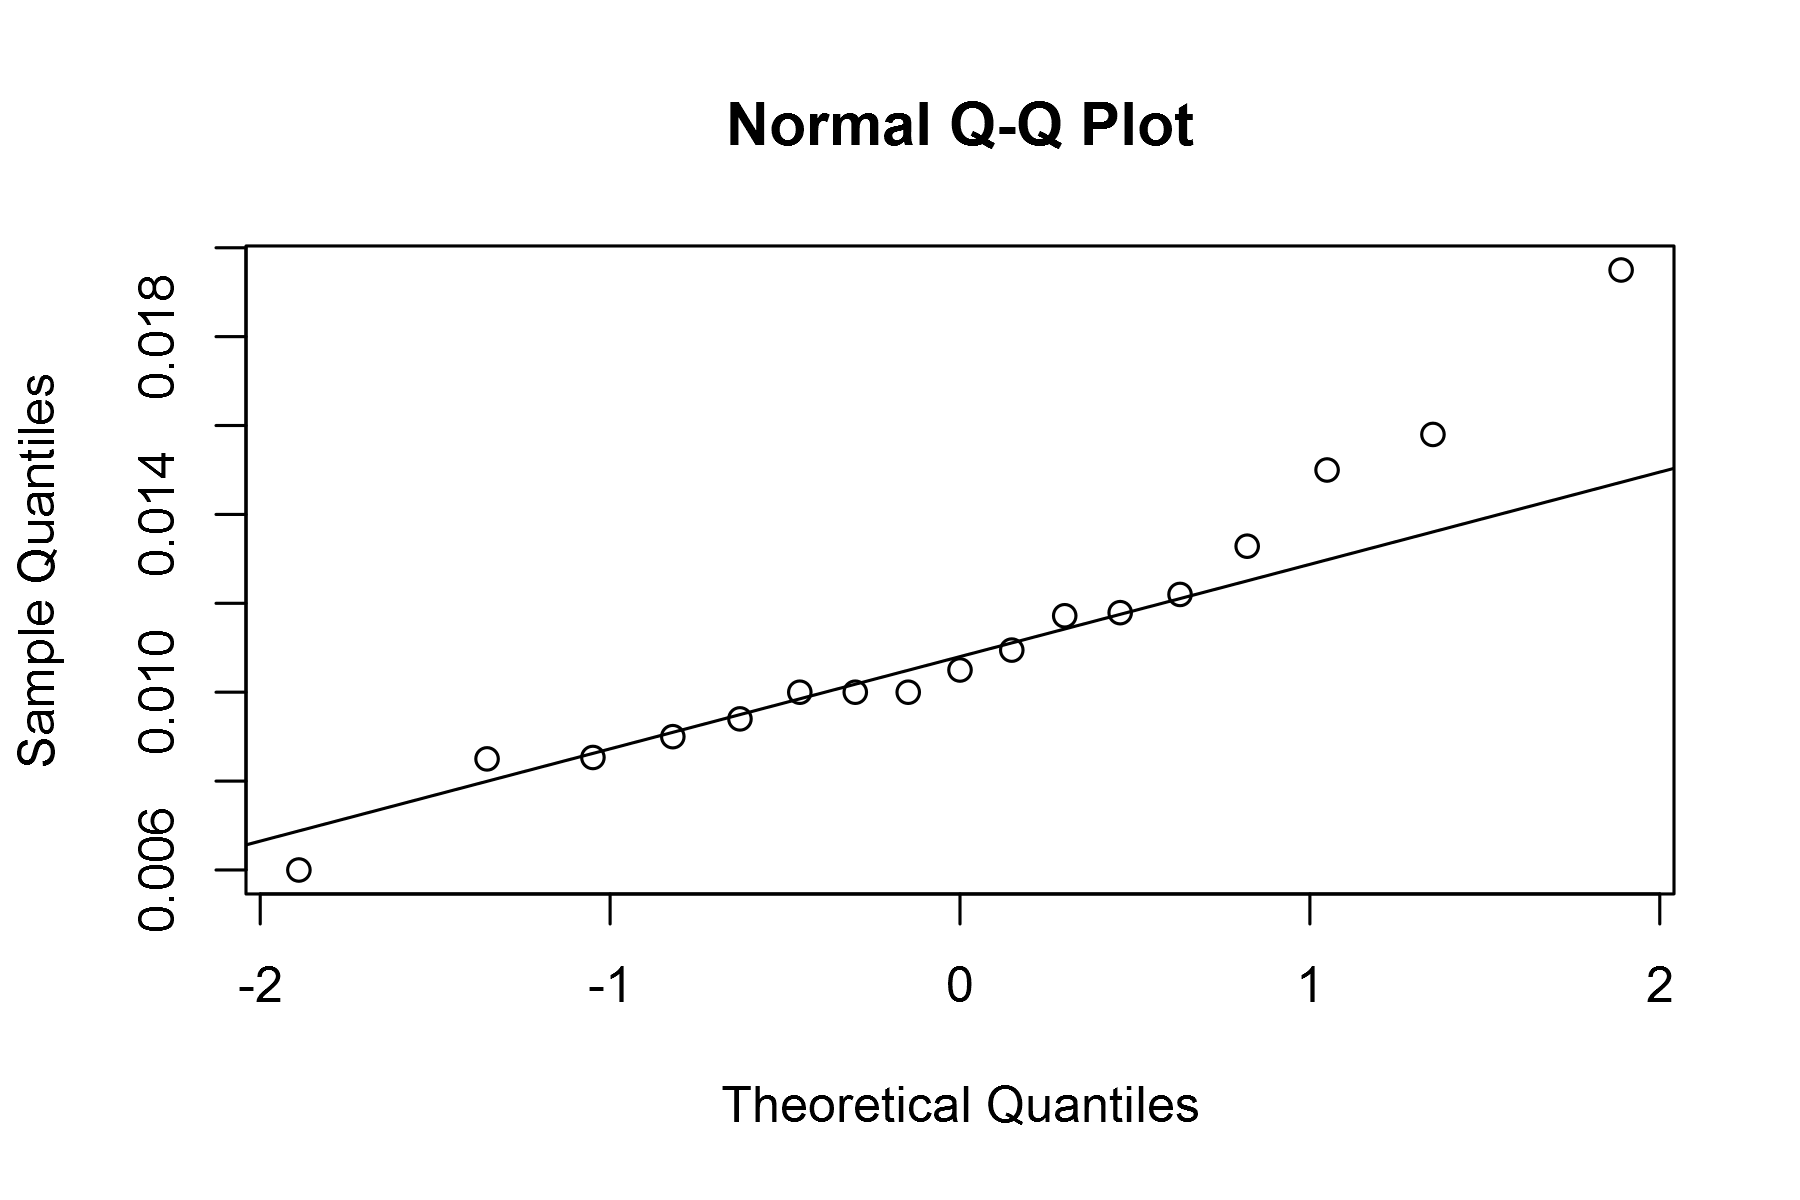 Normal Q-Q Plot
Sample Quantiles
0.018
0.014
0.010
0.006
-2 -1 0 1 2
Theoretical Quantiles